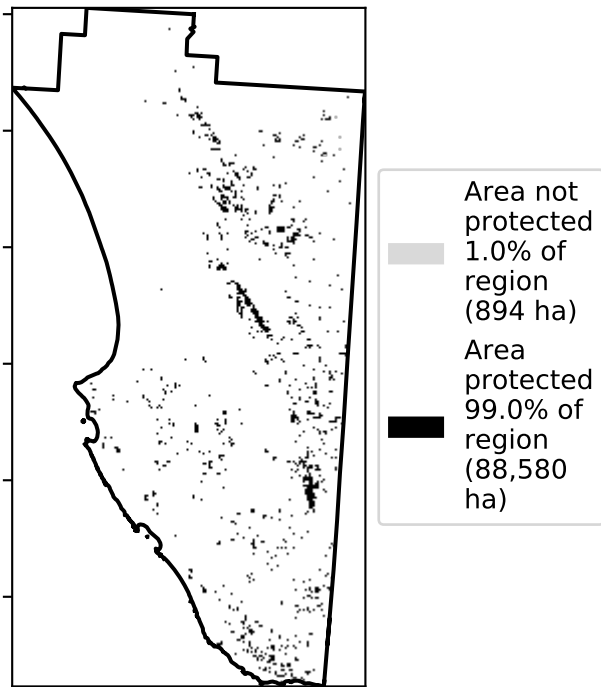 Area not
protected
1.0% of
region
(894 ha)
Area
protected
99.0% of
region
(88,580
ha)